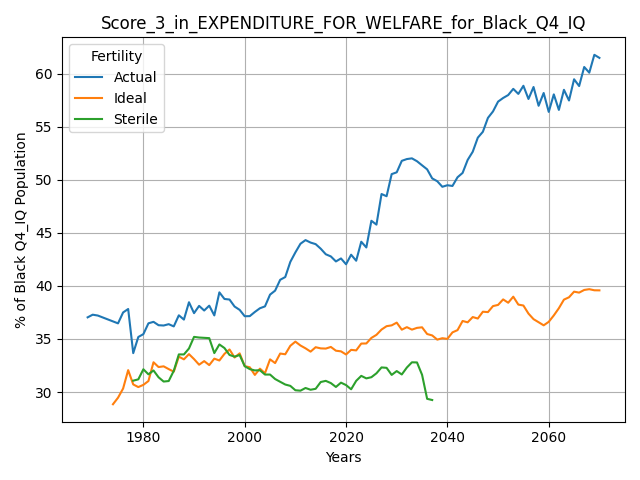 Score_3_in_EXPENDITURE_FOR_WELFARE_for_Black_Q4_IQ
Fertility
Actual
Ideal
Sterile
% of Black Q4_IQ Population
60
55
50
45
40
35
30
1980
2000
2020
2040
2060
Years